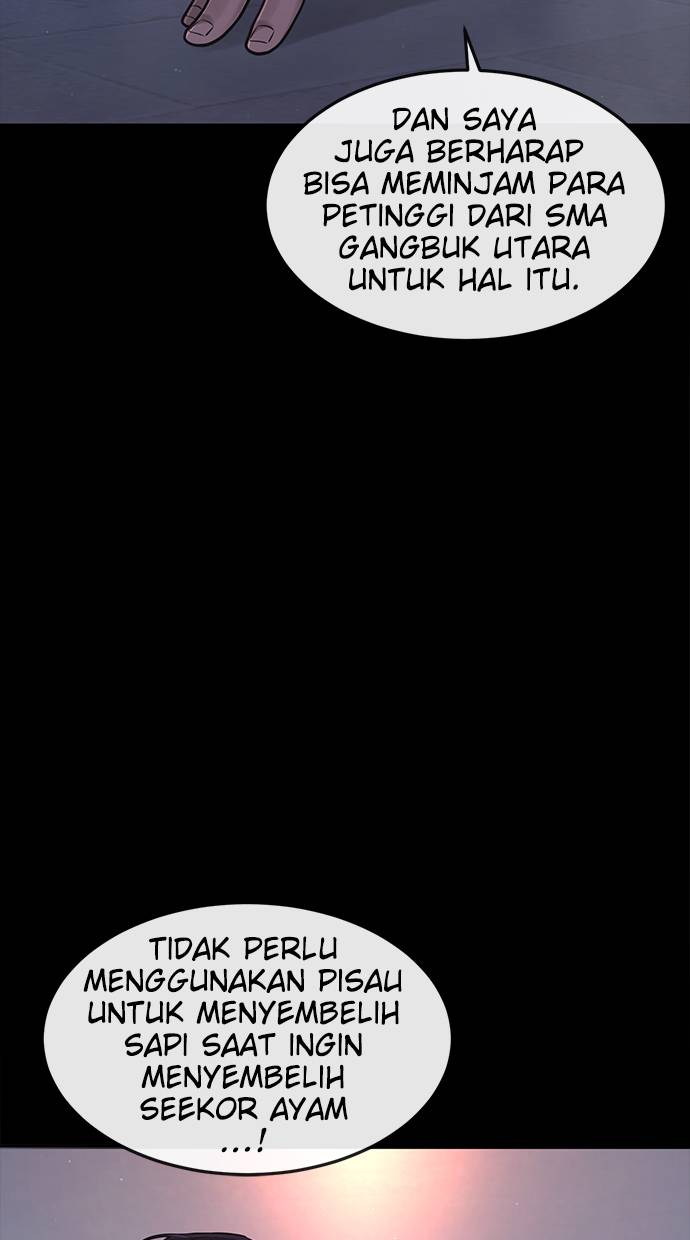 DAN SAYA
JUGA BERHARAP
BISA MEMINJAM PARA
PETINGGI DARI SMA
GANGBUK UTARA
UNTUK HAL ITU.
TIDAK PERLU
MENGGUNAKAN PISAU
UNTUK MENYEMBELIH
SAPI SAAT INGIN
MENYEMBELIH
SEEKOR AYAM
...!